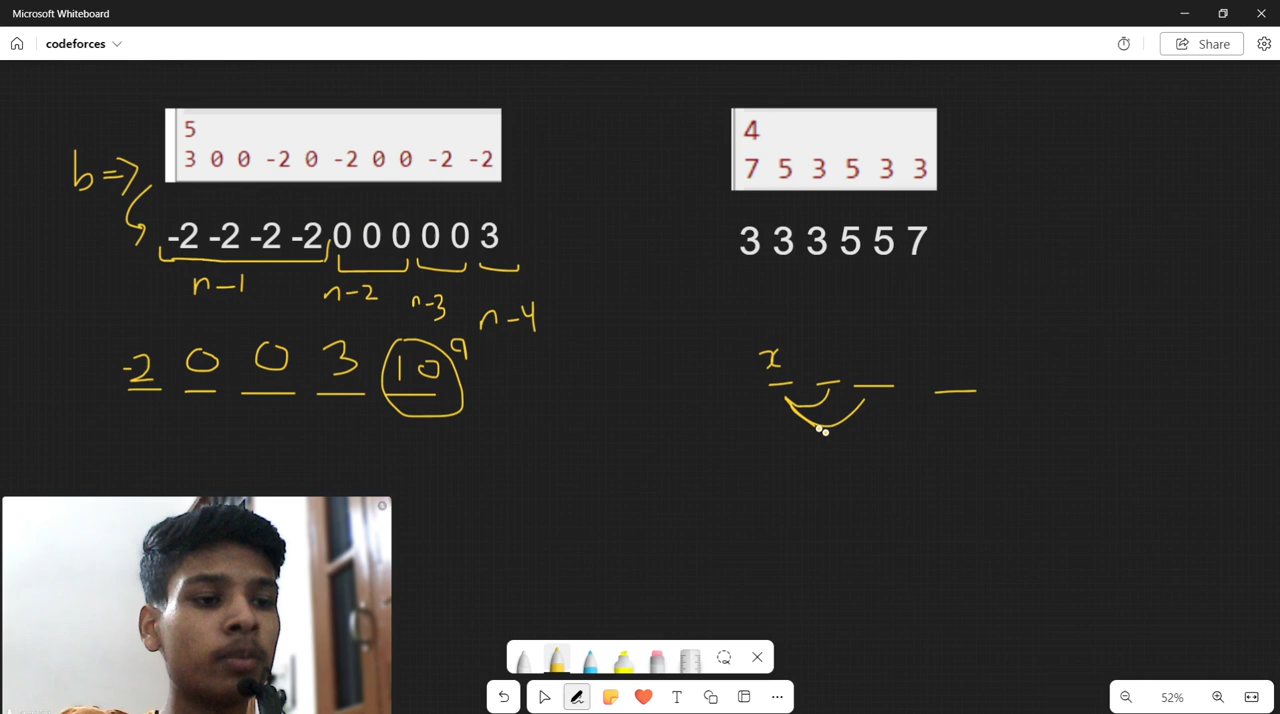 Microsoft Whiteboard
codeforces
Share
5
3 0 0 -2 0 -2 0 0 -2 -2
b =>
-2 -2 -2 -2 0 0 0 0 0 3
n-1
n-2
n-3
n-4
-2 0 0 3 10^9
4
7 5 3 5 3 3
3 3 3 5 5 7
x
T
52%